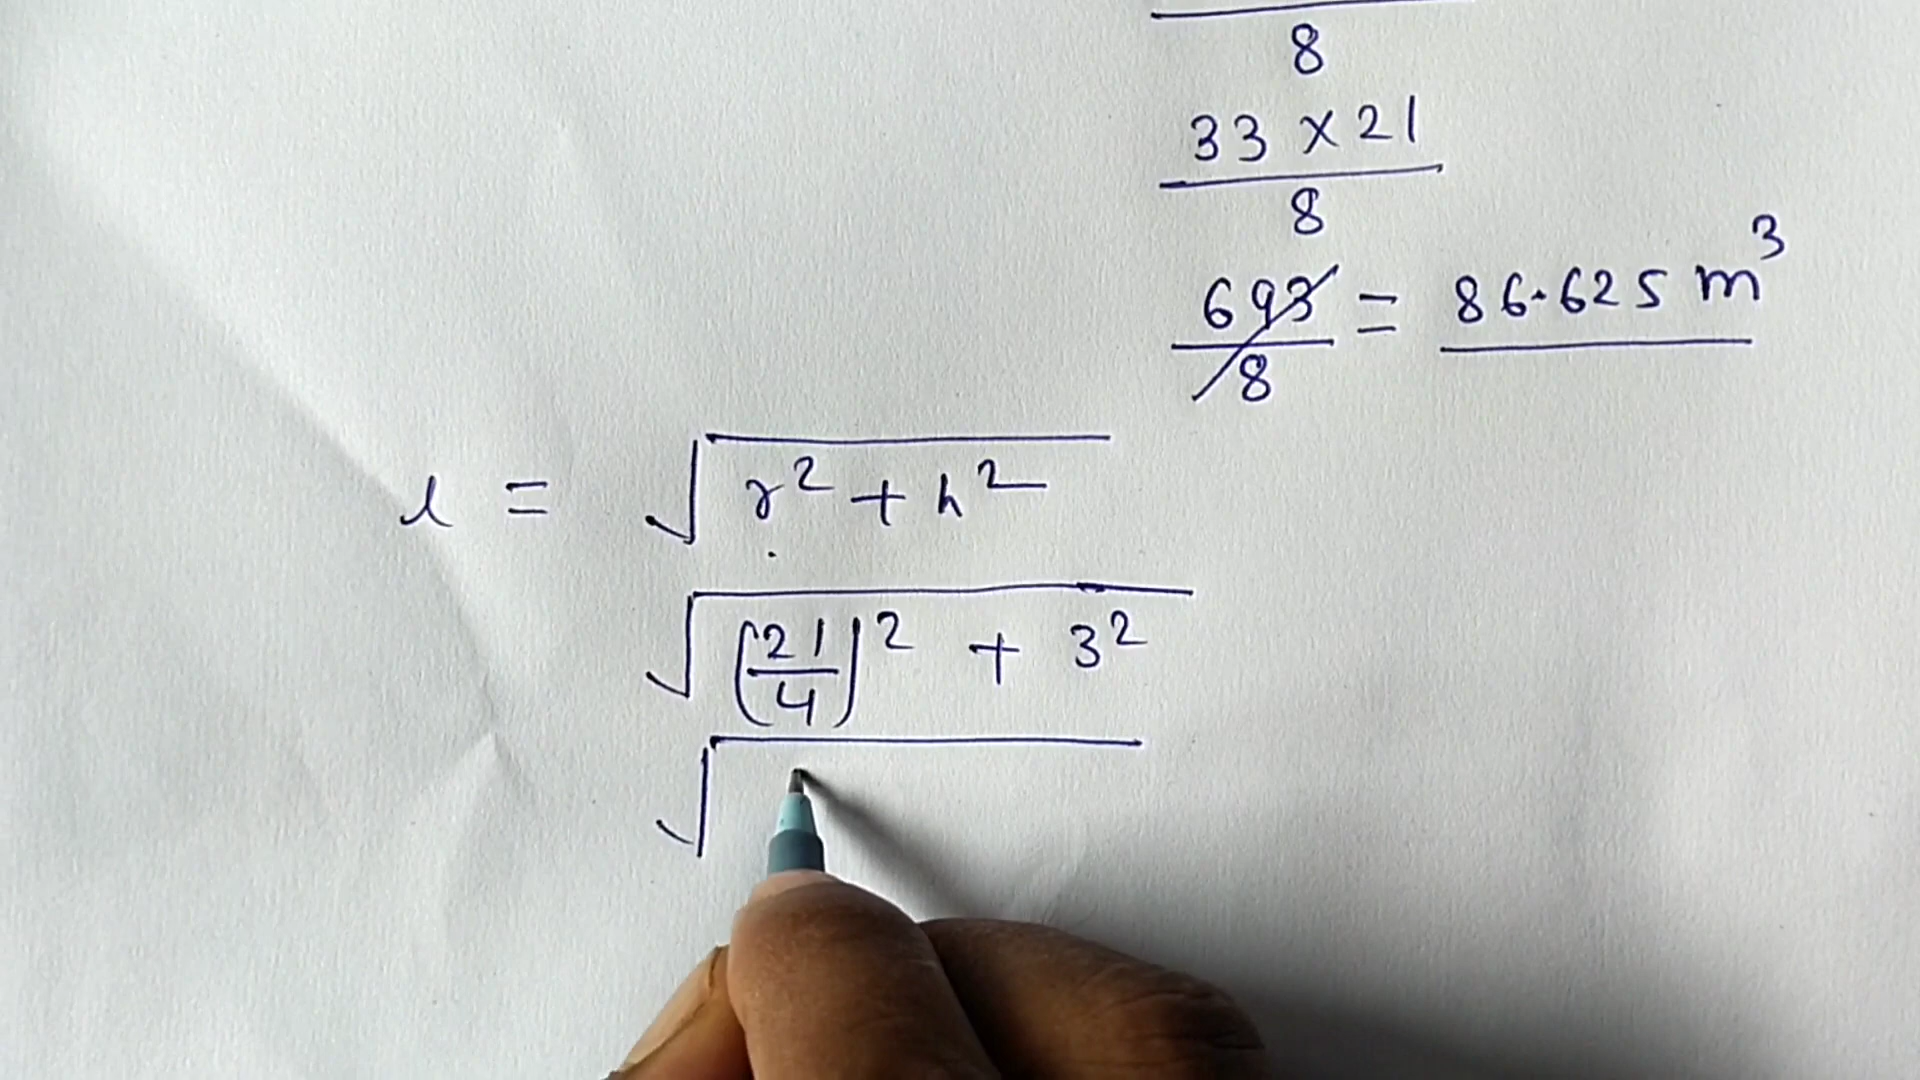 8
33 × 21
8
693/8 = 86.625 m³
l = √(r² + h²)
√((21/4)² + 3²)
√